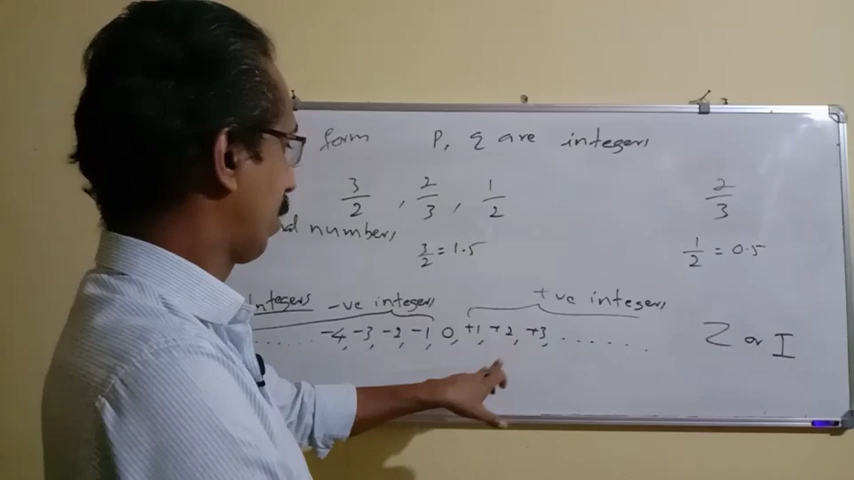 form P, q are integers
3/2 , 2/3 , 1/2 2/3
numbers
3/2 = 1.5 1/2 = 0.5
Integers -ve integers +ve integers
...... -4, -3, -2, -1, 0, +1, +2, +3, ....... Z or I